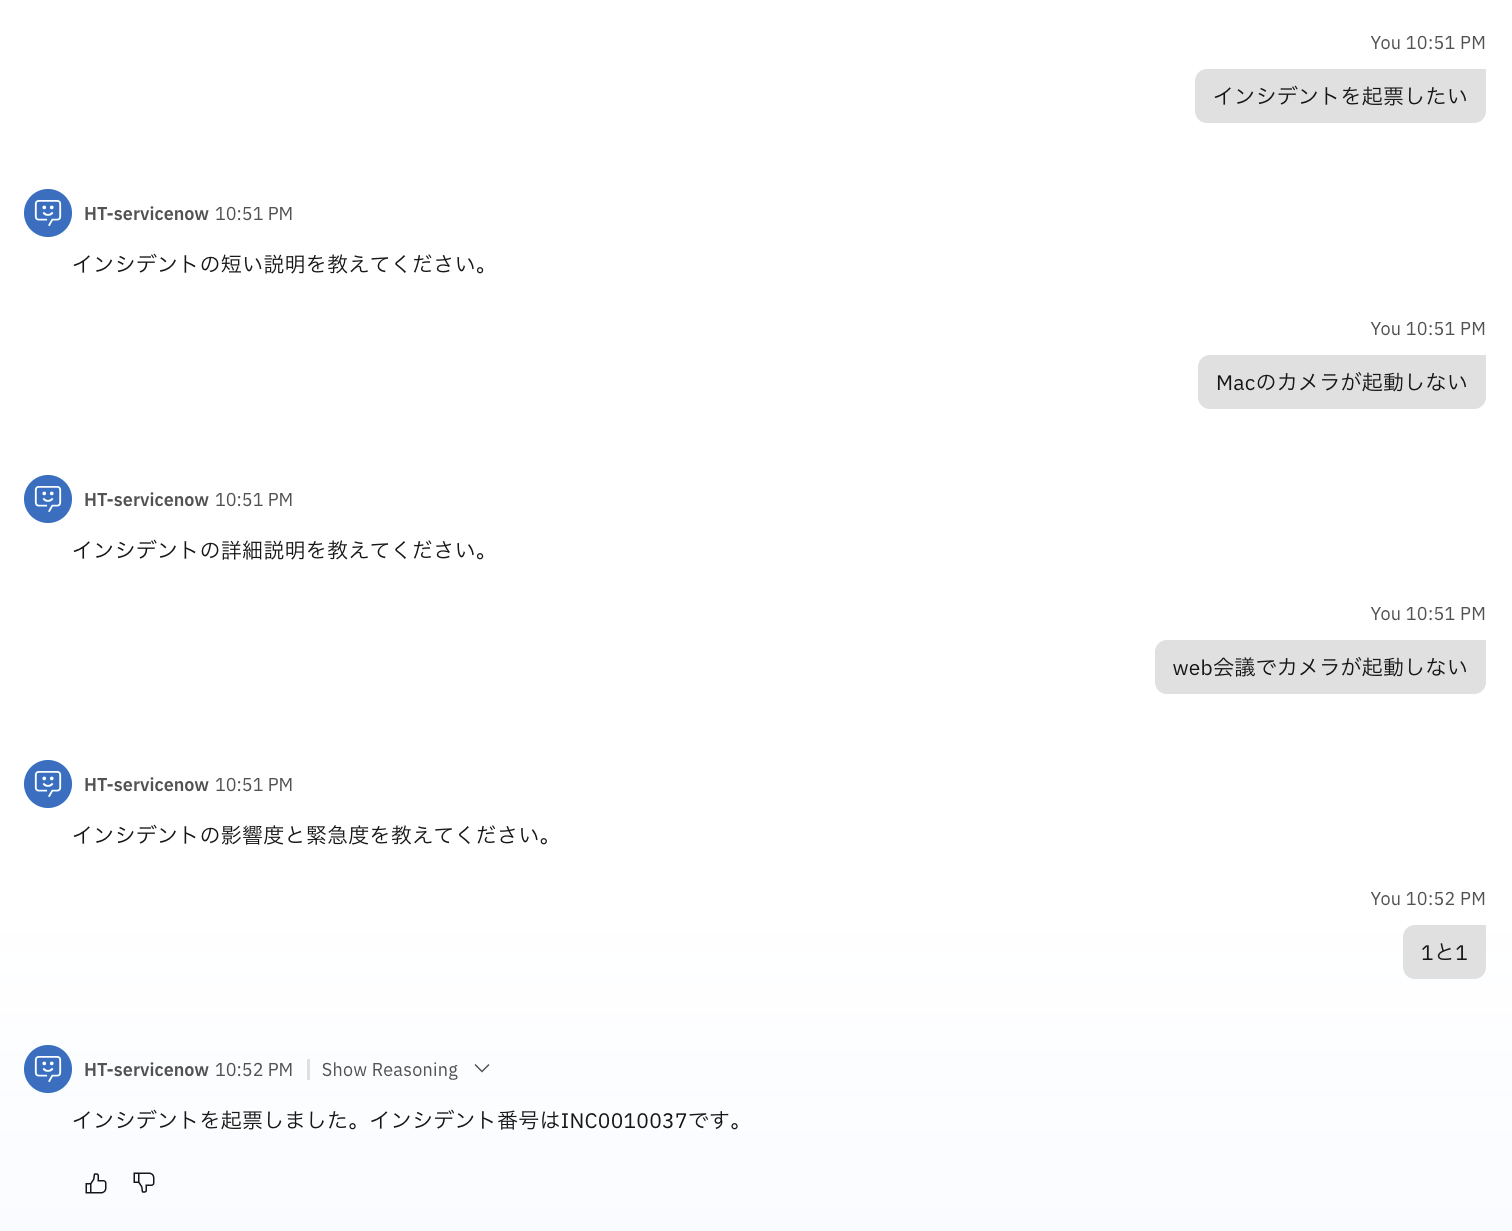 You 10:51 PM
インシデントを起票したい
HT-servicenow 10:51 PM
インシデントの短い説明を教えてください。
You 10:51 PM
Macのカメラが起動しない
HT-servicenow 10:51 PM
インシデントの詳細説明を教えてください。
You 10:51 PM
web会議でカメラが起動しない
HT-servicenow 10:51 PM
インシデントの影響度と緊急度を教えてください。
You 10:52 PM
1と1
HT-servicenow 10:52 PM Show Reasoning
インシデントを起票しました。インシデント番号はINC0010037です。